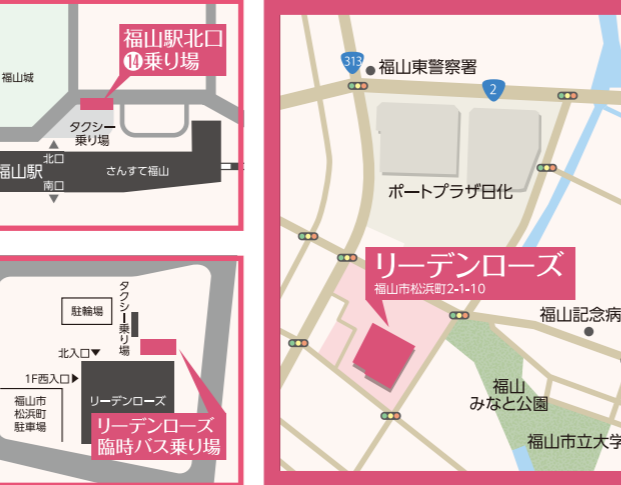 福山駅北口
⓮乗り場
福山城
タクシー
乗り場
北口
福山駅
さんすて福山
南口
タクシー乗り場
駐輪場
北入口▼
1F西入口▶
福山市
松浜町
駐車場
リーデンローズ
リーデンローズ
臨時バス乗り場
313
福山東警察署
2
ポートプラザ日化
リーデンローズ
福山市松浜町2-1-10
福山記念病
福山
みなと公園
福山市立大学